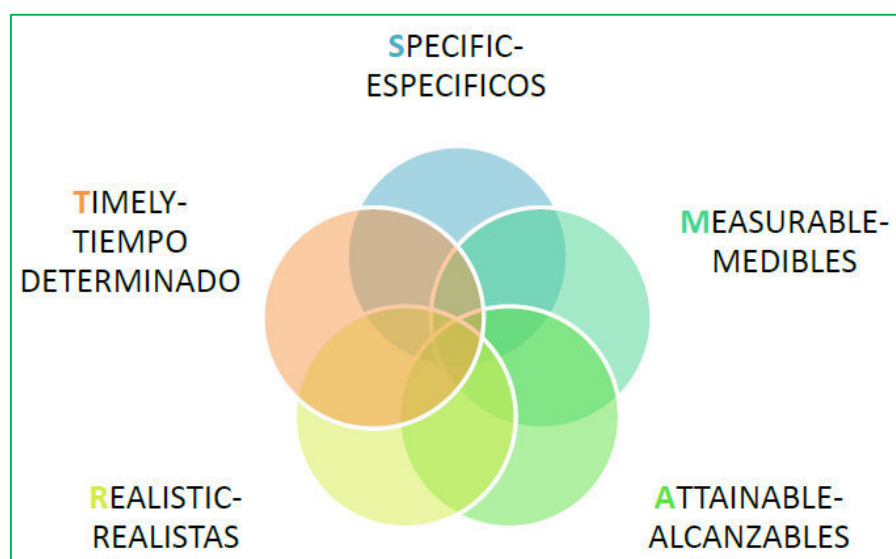 SPECIFIC-
ESPECIFICOS
TIMELY-
TIEMPO
DETERMINADO
MEASURABLE-
MEDIBLES
REALISTIC-
REALISTAS
ATTAINABLE-
ALCANZABLES